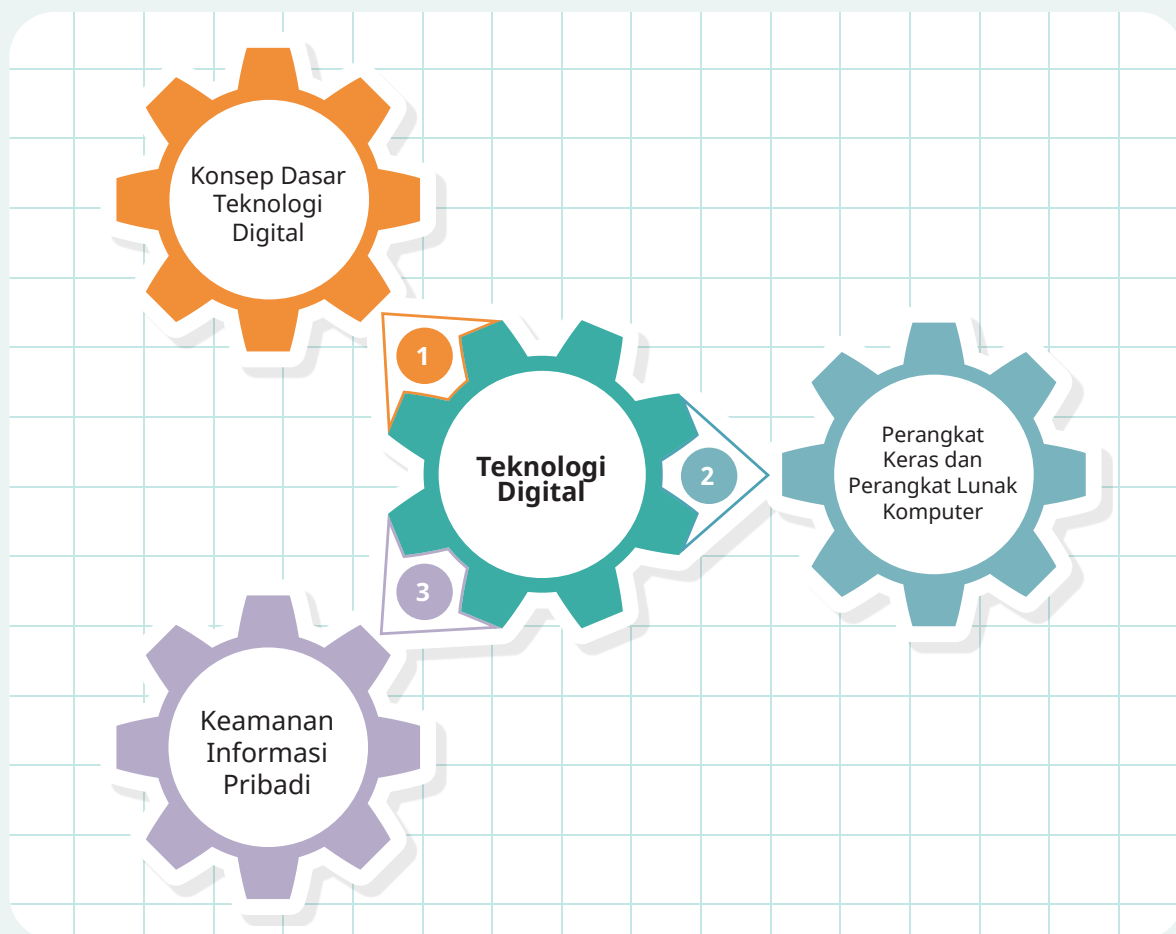 Konsep Dasar
Teknologi
Digital
1
Teknologi
Digital
2
Perangkat
Keras dan
Perangkat Lunak
Komputer
3
Keamanan
Informasi
Pribadi